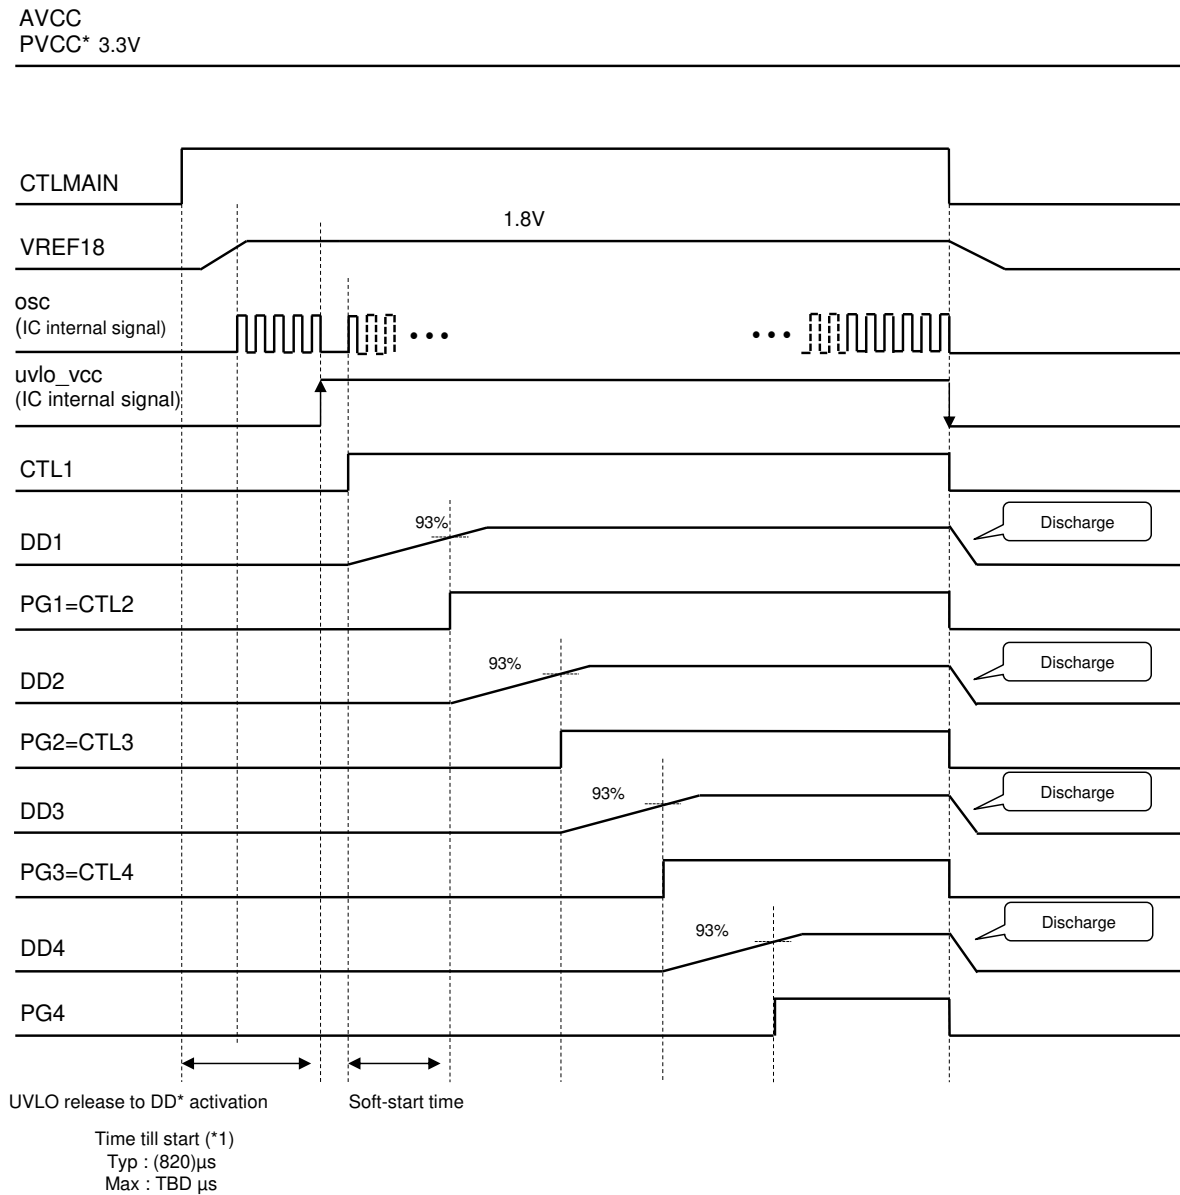 AVCC
PVCC* 3.3V
CTLMAIN
1.8V
VREF18
osc
(IC internal signal)
uvlo_vcc
(IC internal signal)
CTL1
93%
Discharge
DD1
PG1=CTL2
93%
Discharge
DD2
PG2=CTL3
93%
Discharge
DD3
PG3=CTL4
93%
Discharge
DD4
PG4
UVLO release to DD* activation
Soft-start time
Time till start (*1)
Typ : (820)µs
Max : TBD µs